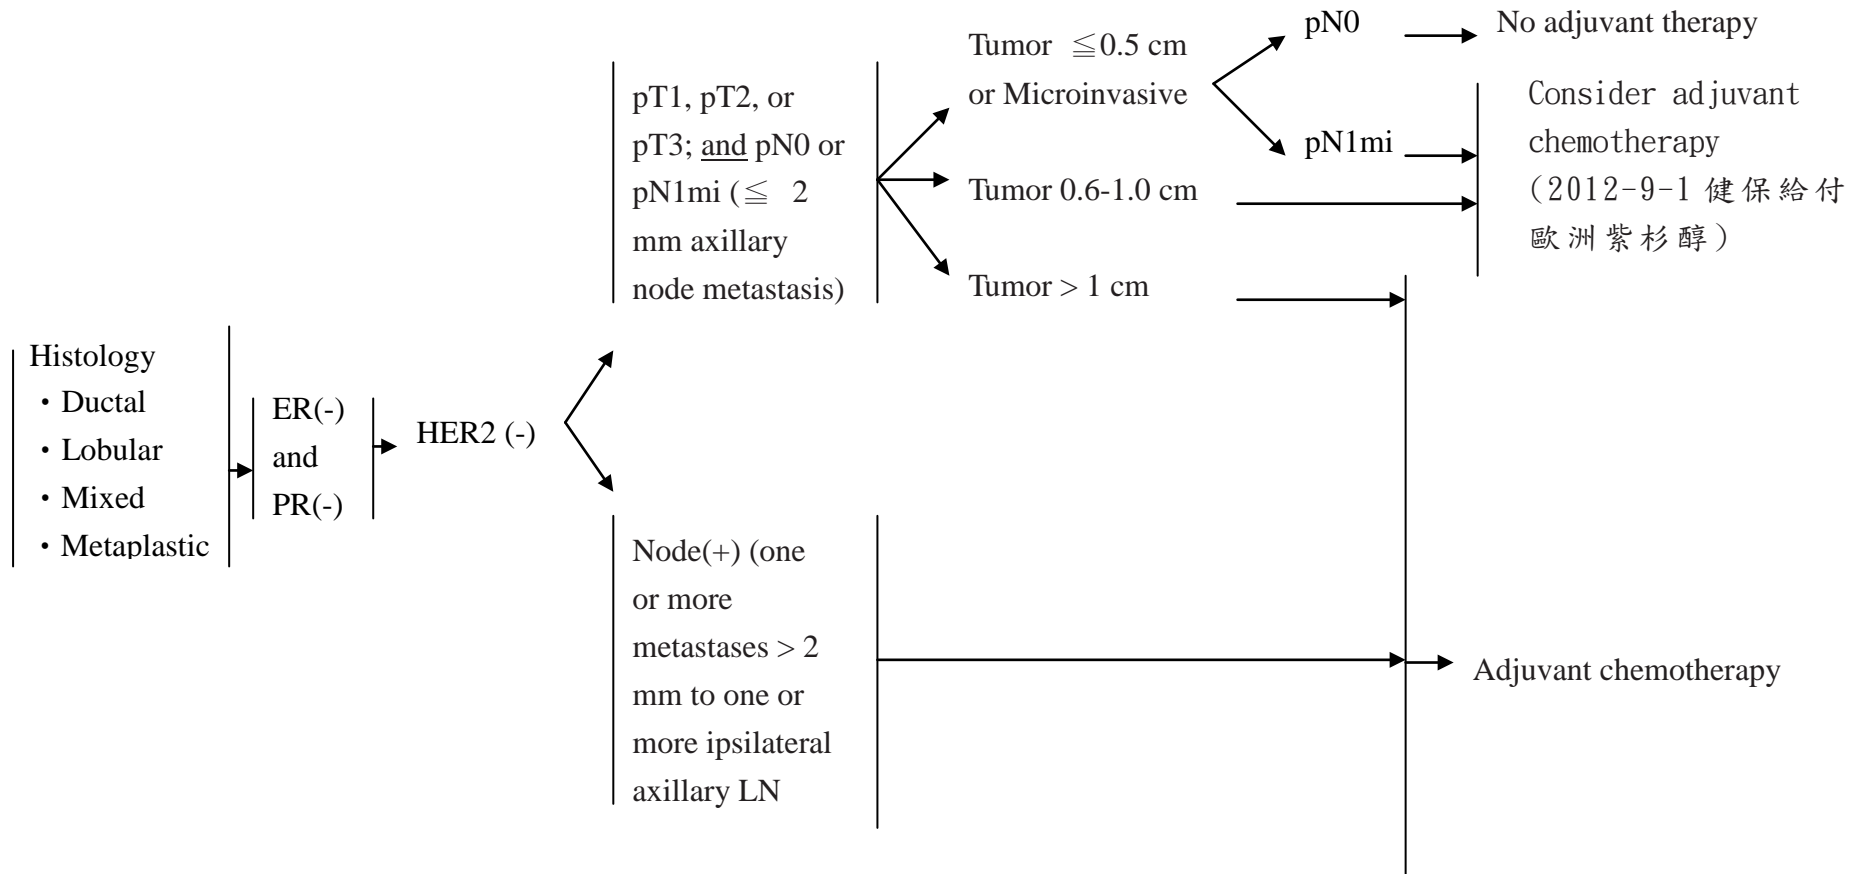 Histology
・Ductal
・Lobular
・Mixed
・Metaplastic
ER(-)
and
PR(-)
HER2 (-)
pT1, pT2, or
pT3; and pN0 or
pN1mi (≦ 2
mm axillary
node metastasis)
Tumor ≦0.5 cm
or Microinvasive
pN0
No adjuvant therapy
pN1mi
Tumor 0.6-1.0 cm
Consider adjuvant
chemotherapy
(2012-9-1 健保給付
歐洲紫杉醇)
Tumor > 1 cm
Node(+) (one
or more
metastases > 2
mm to one or
more ipsilateral
axillary LN
Adjuvant chemotherapy